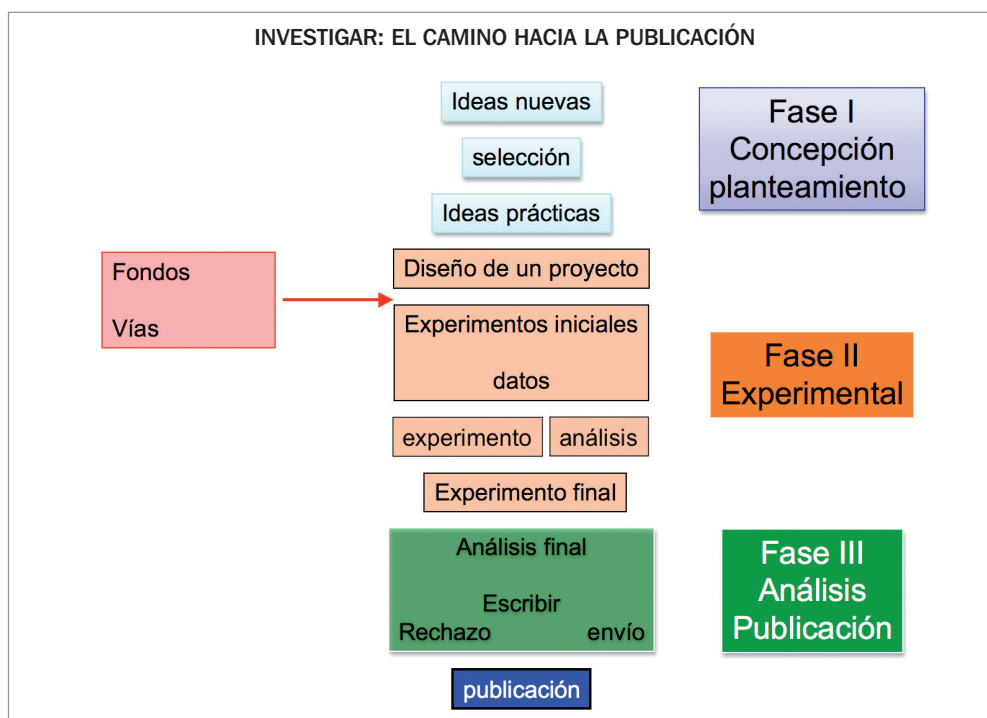 INVESTIGAR: EL CAMINO HACIA LA PUBLICACIÓN
Ideas nuevas
selección
Ideas prácticas
Fase I
Concepción
planteamiento
Fondos
Vías
Diseño de un proyecto
Experimentos iniciales
datos
experimento
análisis
Experimento final
Fase II
Experimental
Análisis final
Escribir
Rechazo envío
Fase III
Análisis
Publicación
publicación